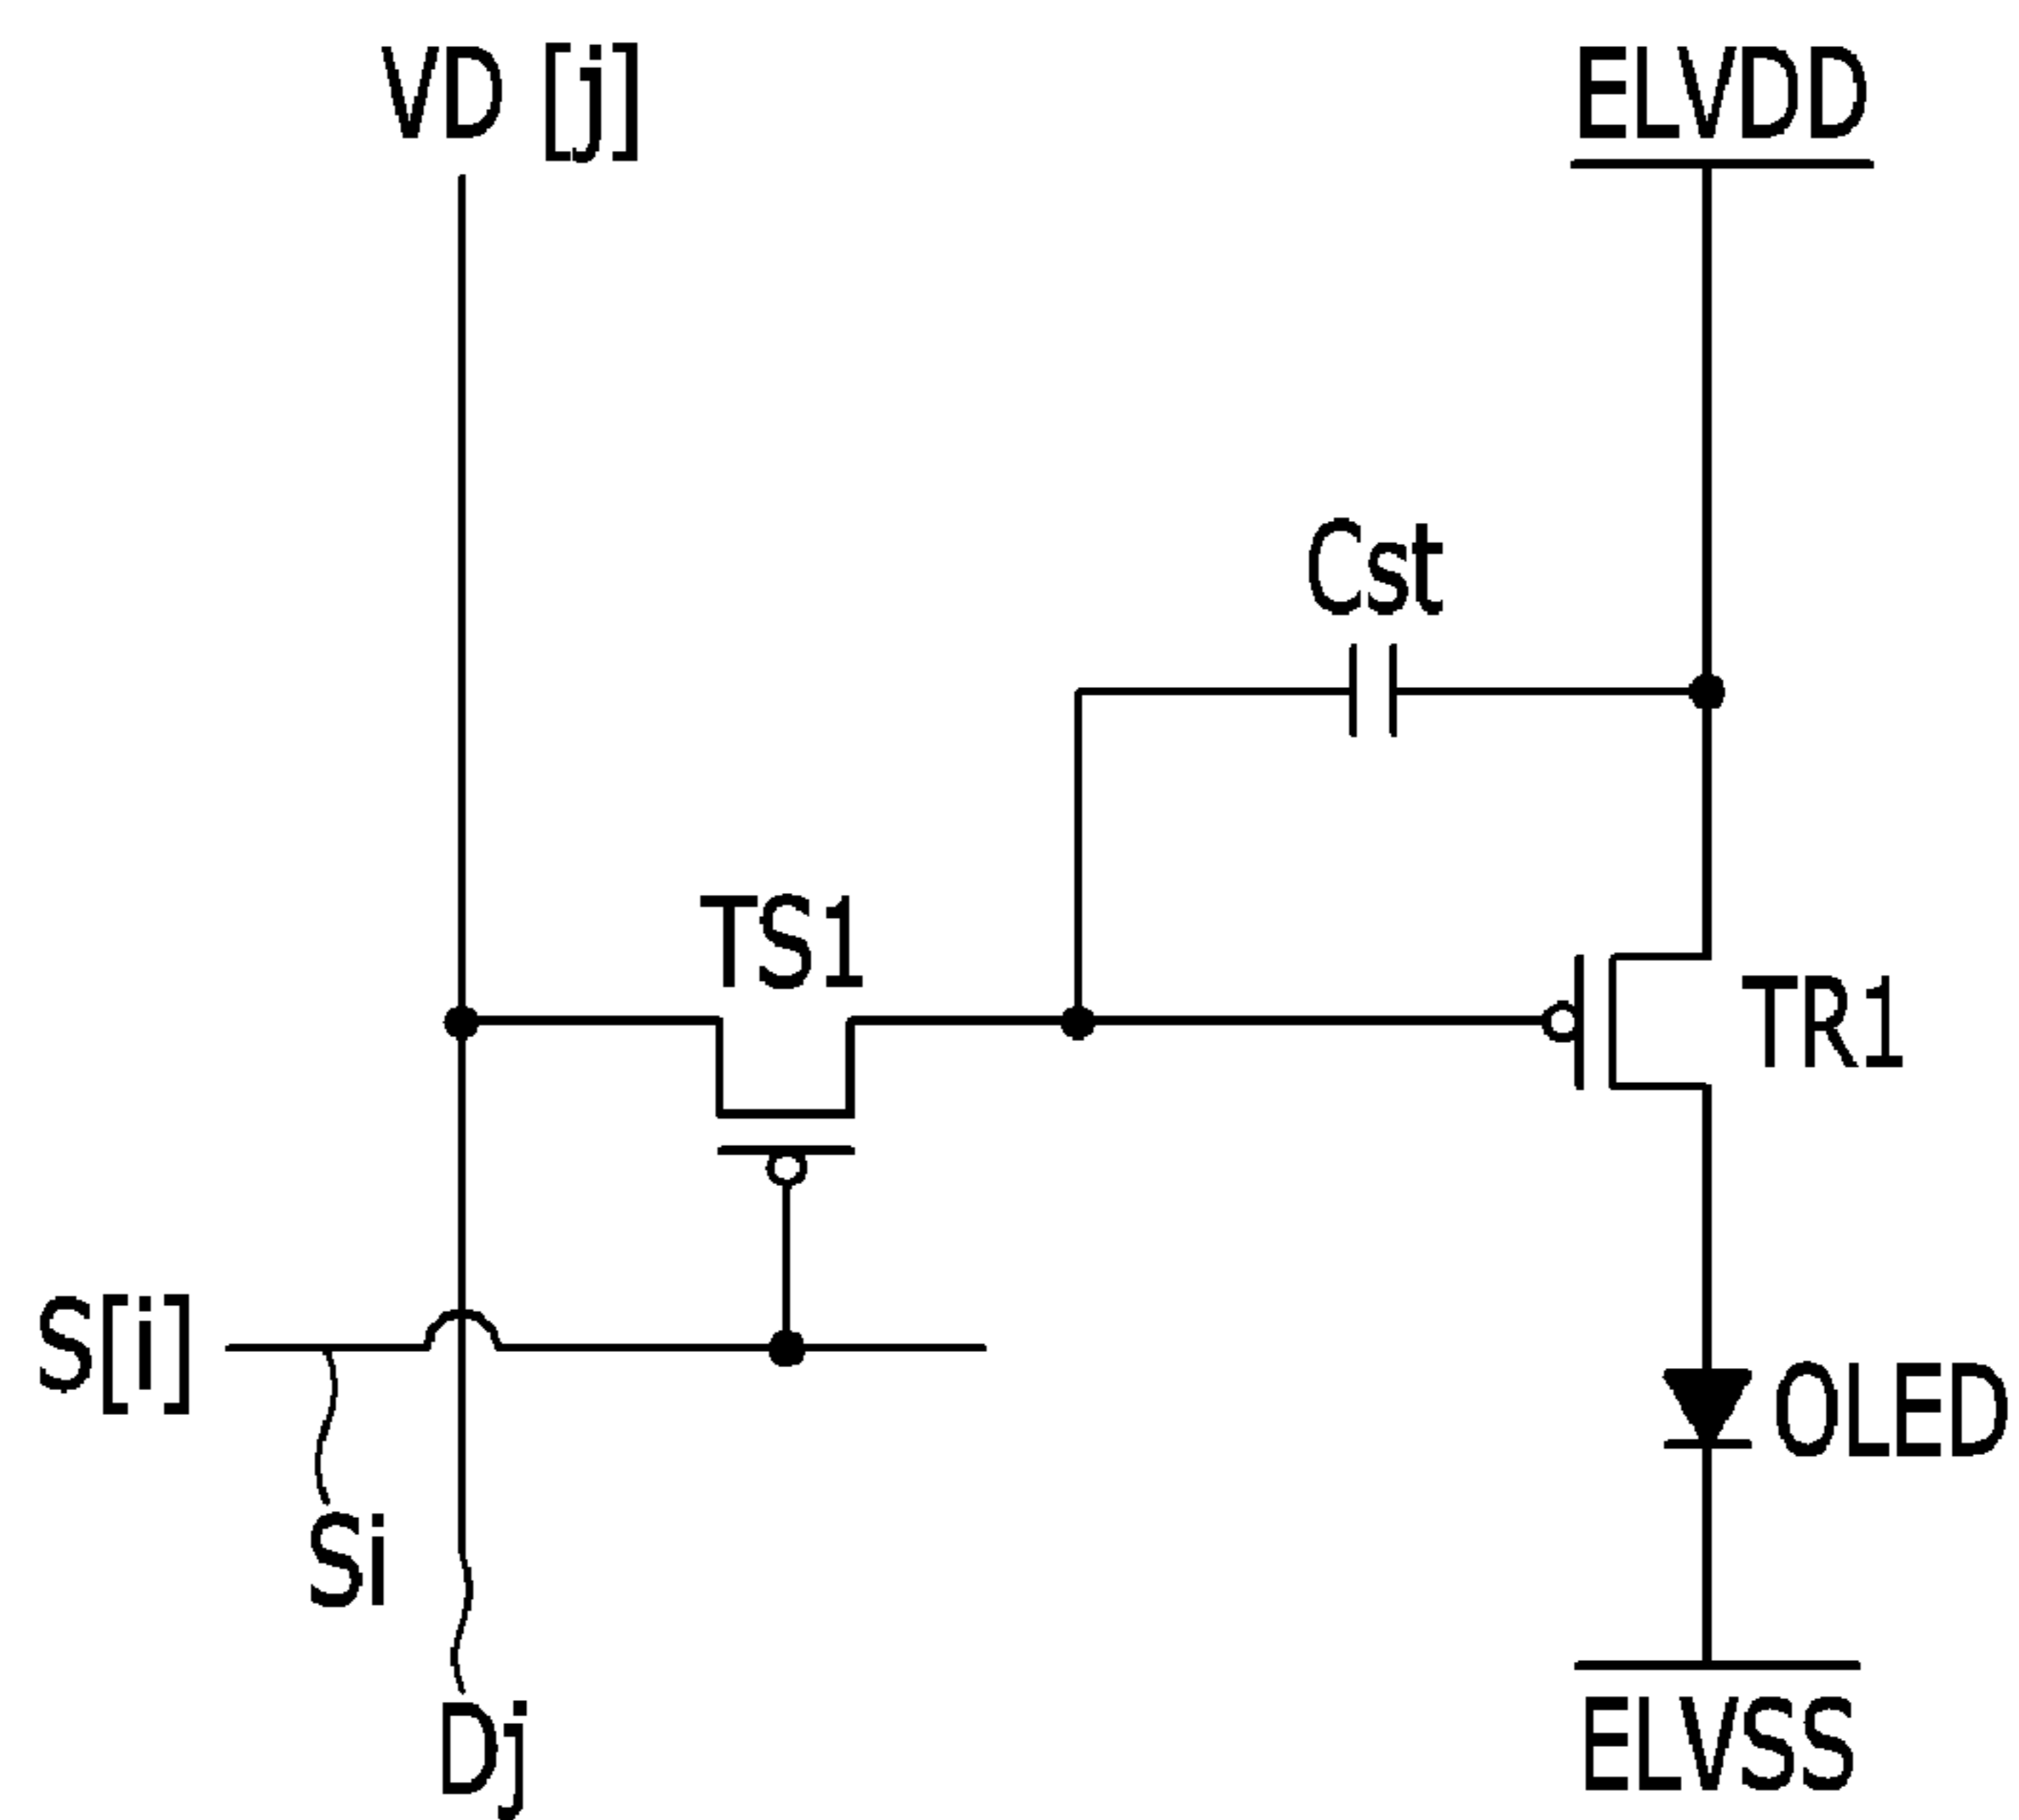 VD [j]
ELVDD
Cst
TS1
TR1
S[i]
OLED
Si
Dj
ELVSS